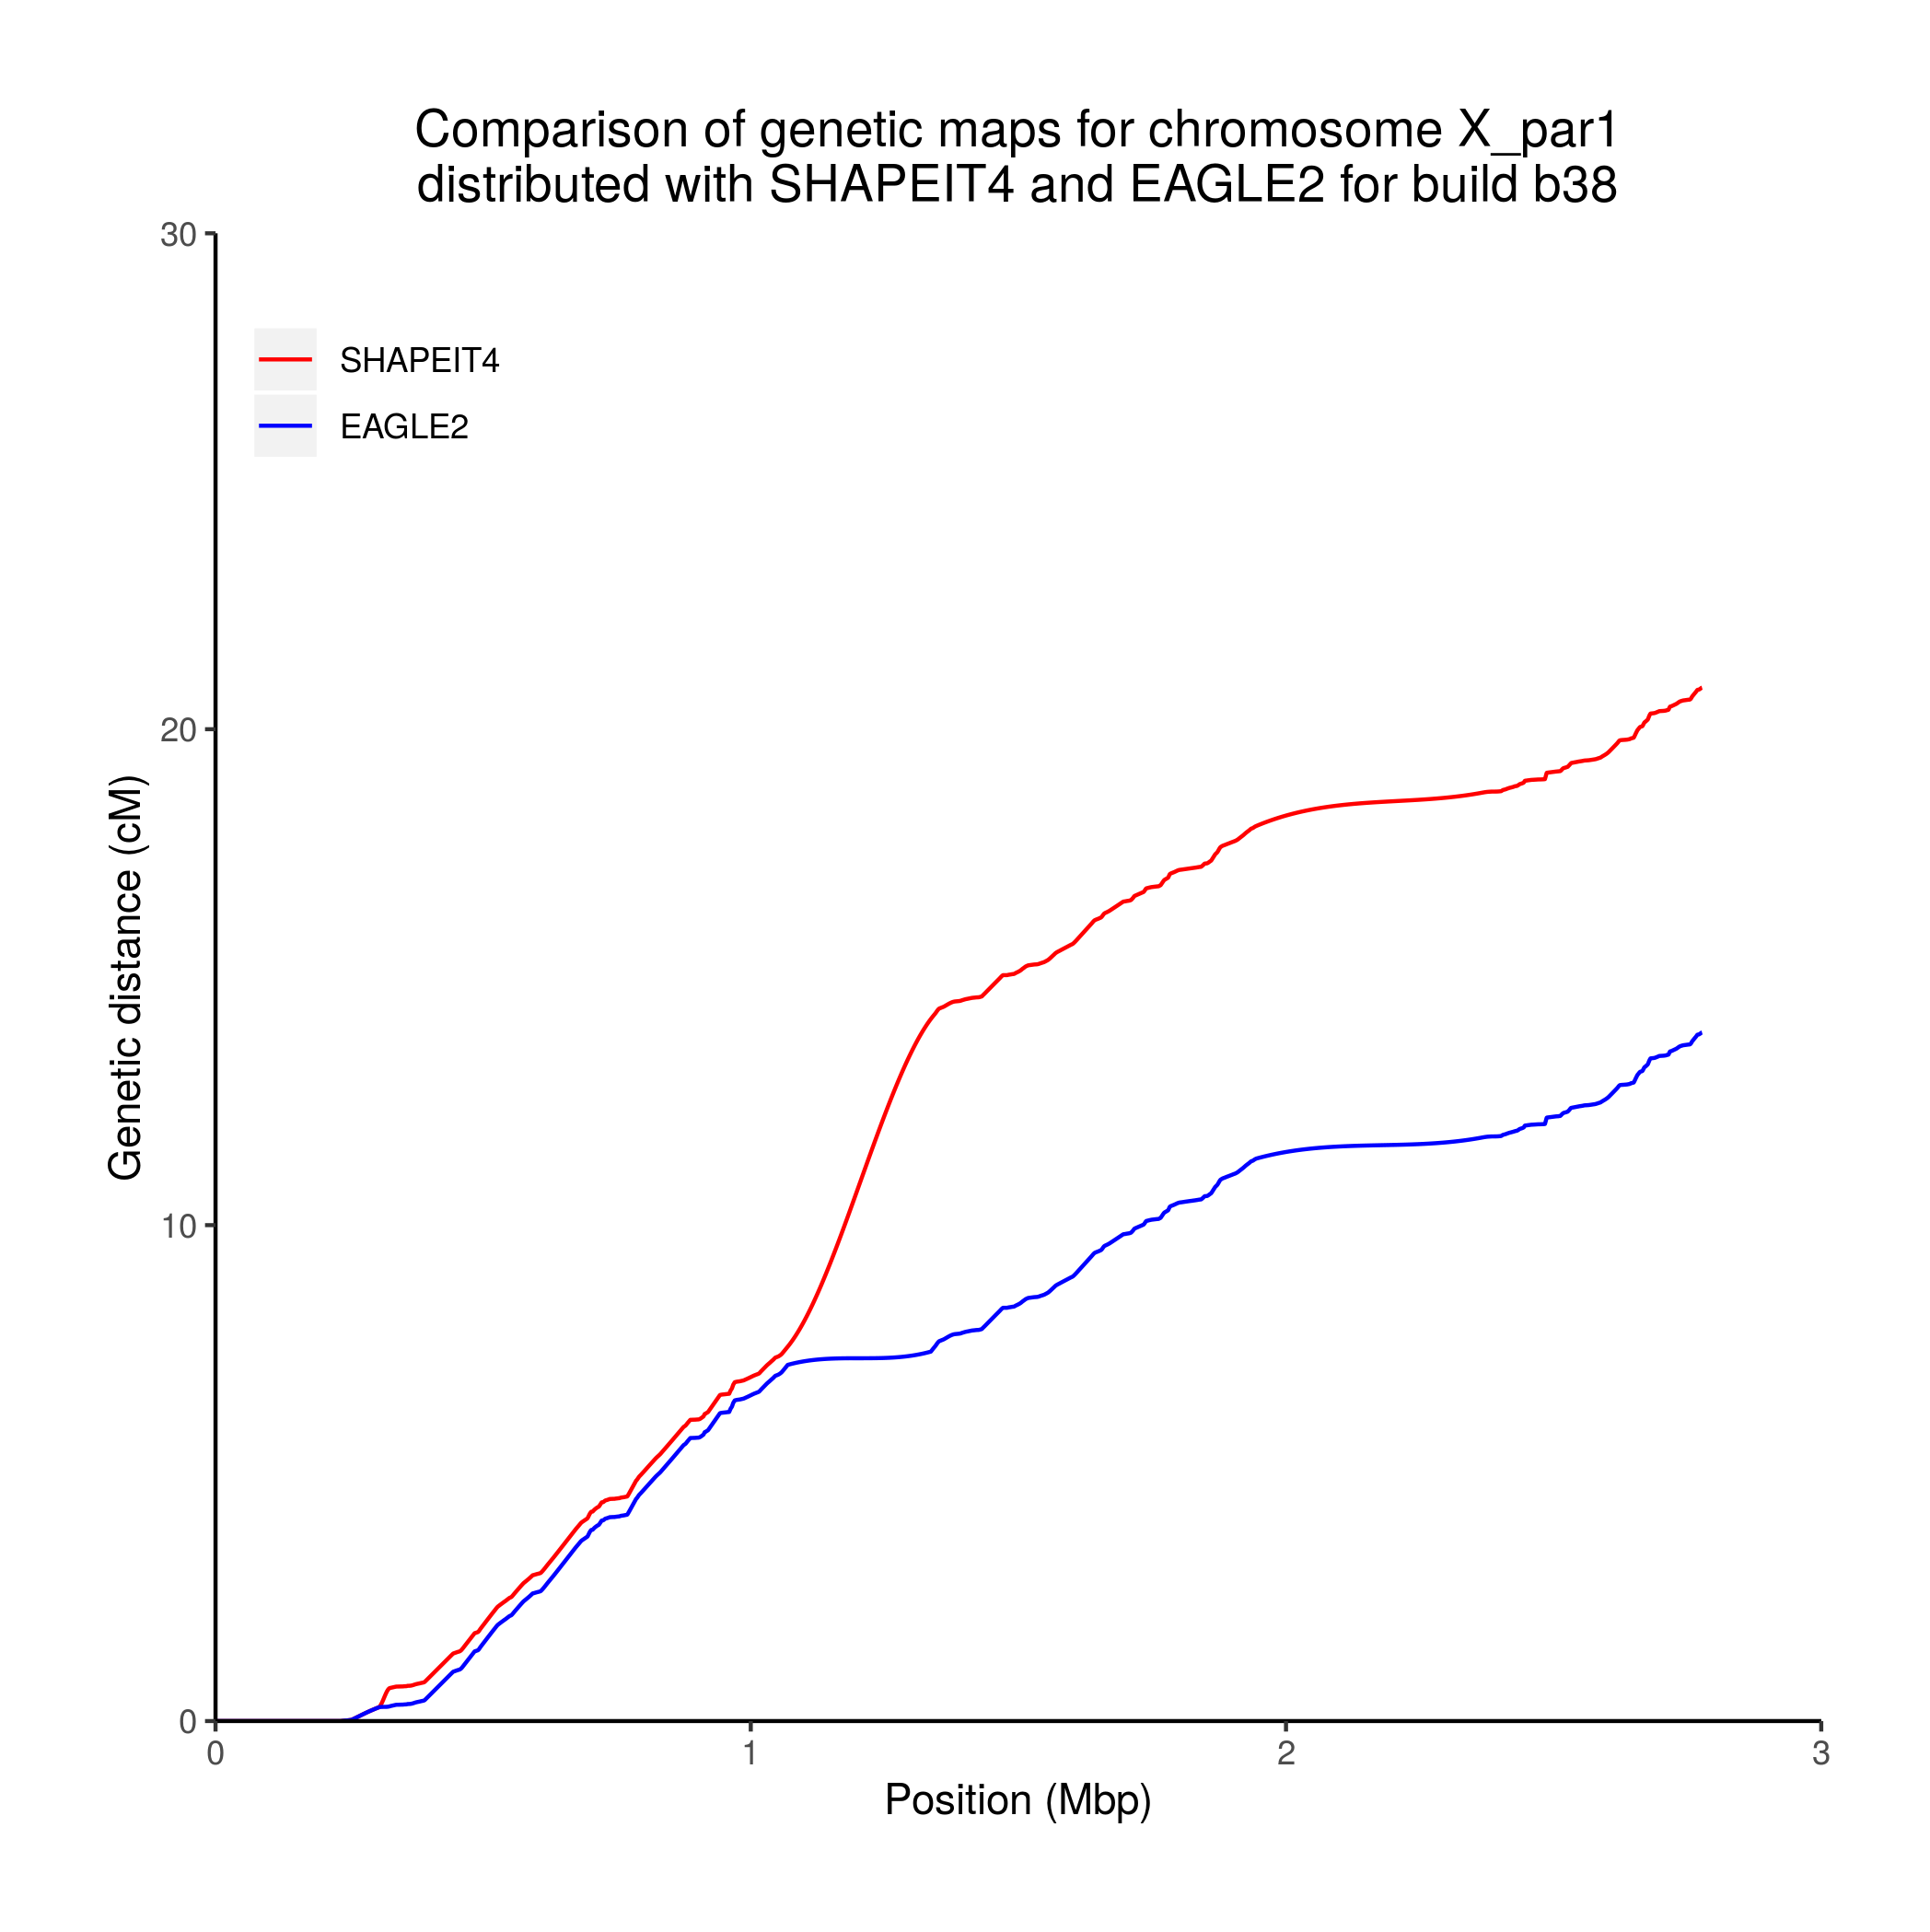 Comparison of genetic maps for chromosome X_par1
distributed with SHAPEIT4 and EAGLE2 for build b38
30
20
10
0
SHAPEIT4
EAGLE2
Genetic distance (cM)
0 1 2 3
Position (Mbp)